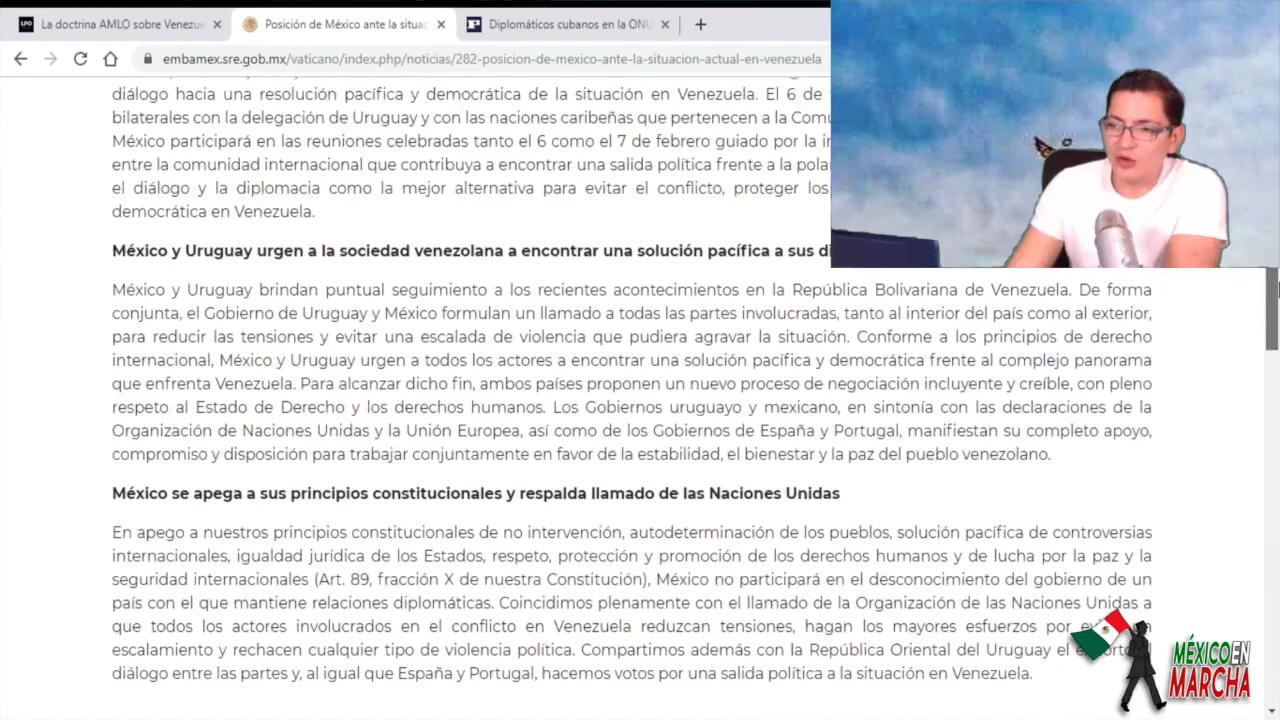 La doctrina AMLO sobre Venezue
Posición de México ante la situac
Diplomáticos cubanos en la ONU
embamex.sre.gob.mx/vaticano/index.php/noticias/282-posicion-de-mexico-ante-la-situacion-actual-en-venezuela
diálogo hacia una resolución pacífica y democrática de la situación en Venezuela. El 6 de
bilaterales con la delegación de Uruguay y con las naciones caribeñas que pertenecen a la
México participará en las reuniones celebradas tanto el 6 como el 7 de febrero guiado por la
entre la comunidad internacional que contribuya a encontrar una salida política frente a la
el diálogo y la diplomacia como la mejor alternativa para evitar el conflicto, proteger los
democrática en Venezuela.
México y Uruguay urgen a la sociedad venezolana a encontrar una solución pacífica a sus
México y Uruguay brindan puntual seguimiento a los recientes acontecimientos en la República Bolivariana de Venezuela. De forma
conjunta, el Gobierno de Uruguay y México formulan un llamado a todas las partes involucradas, tanto al interior del país como al exterior,
para reducir las tensiones y evitar una escalada de violencia que pudiera agravar la situación. Conforme a los principios de derecho
internacional, México y Uruguay urgen a todos los actores a encontrar una solución pacífica y democrática frente al complejo panorama
que enfrenta Venezuela. Para alcanzar dicho fin, ambos países proponen un nuevo proceso de negociación incluyente y creíble, con pleno
respeto al Estado de Derecho y los derechos humanos. Los Gobiernos uruguayo y mexicano, en sintonía con las declaraciones de la
Organización de Naciones Unidas y la Unión Europea, así como de los Gobiernos de España y Portugal, manifiestan su completo apoyo,
compromiso y disposición para trabajar conjuntamente en favor de la estabilidad, el bienestar y la paz del pueblo venezolano.
México se apega a sus principios constitucionales y respalda llamado de las Naciones Unidas
En apego a nuestros principios constitucionales de no intervención, autodeterminación de los pueblos, solución pacífica de controversias
internacionales, igualdad jurídica de los Estados, respeto, protección y promoción de los derechos humanos y de lucha por la paz y la
seguridad internacionales (Art. 89, fracción X de nuestra Constitución), México no participará en el desconocimiento del gobierno de un
país con el que mantiene relaciones diplomáticas. Coincidimos plenamente con el llamado de la Organización de las Naciones Unidas a
que todos los actores involucrados en el conflicto en Venezuela reduzcan tensiones, hagan los mayores esfuerzos por
escalamiento y rechacen cualquier tipo de violencia política. Compartimos además con la República Oriental del Uruguay el
diálogo entre las partes y, al igual que España y Portugal, hacemos votos por una salida política a la situación en Venezuela.
MÉXICO EN
MARCHA